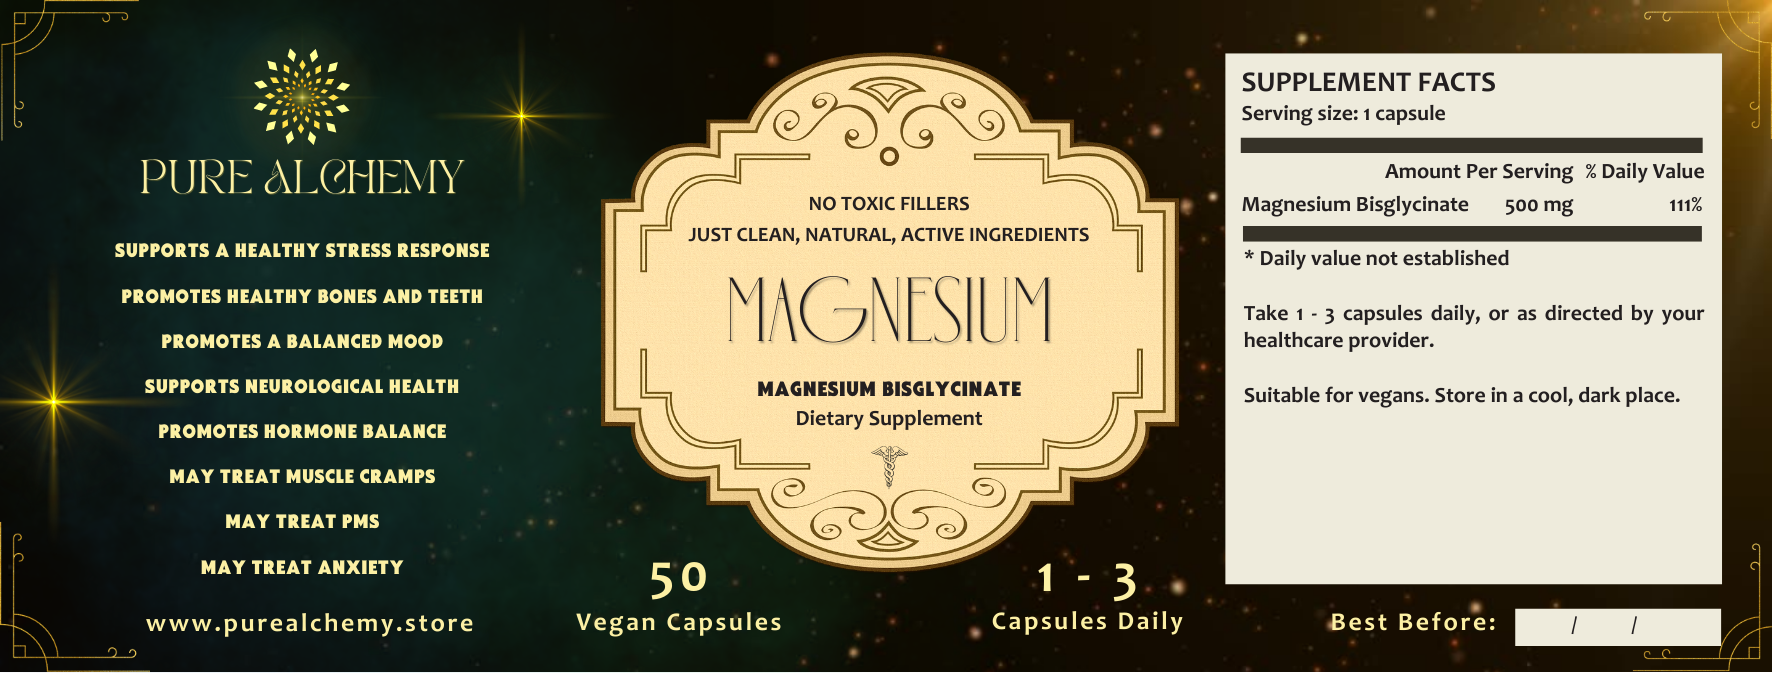 PURE ALCHEMY
SUPPORTS A HEALTHY STRESS RESPONSE
PROMOTES HEALTHY BONES AND TEETH
PROMOTES A BALANCED MOOD
SUPPORTS NEUROLOGICAL HEALTH
PROMOTES HORMONE BALANCE
MAY TREAT MUSCLE CRAMPS
MAY TREAT PMS
MAY TREAT ANXIETY
www.purealchemy.store
NO TOXIC FILLERS
JUST CLEAN, NATURAL, ACTIVE INGREDIENTS
MAGNESIUM
MAGNESIUM BISGLYCINATE
Dietary Supplement
50
Vegan Capsules
1 - 3
Capsules Daily
SUPPLEMENT FACTS
Serving size: 1 capsule
Amount Per Serving % Daily Value
Magnesium Bisglycinate 500 mg 111%
* Daily value not established
Take 1 - 3 capsules daily, or as directed by your
healthcare provider.
Suitable for vegans. Store in a cool, dark place.
Best Before: / /